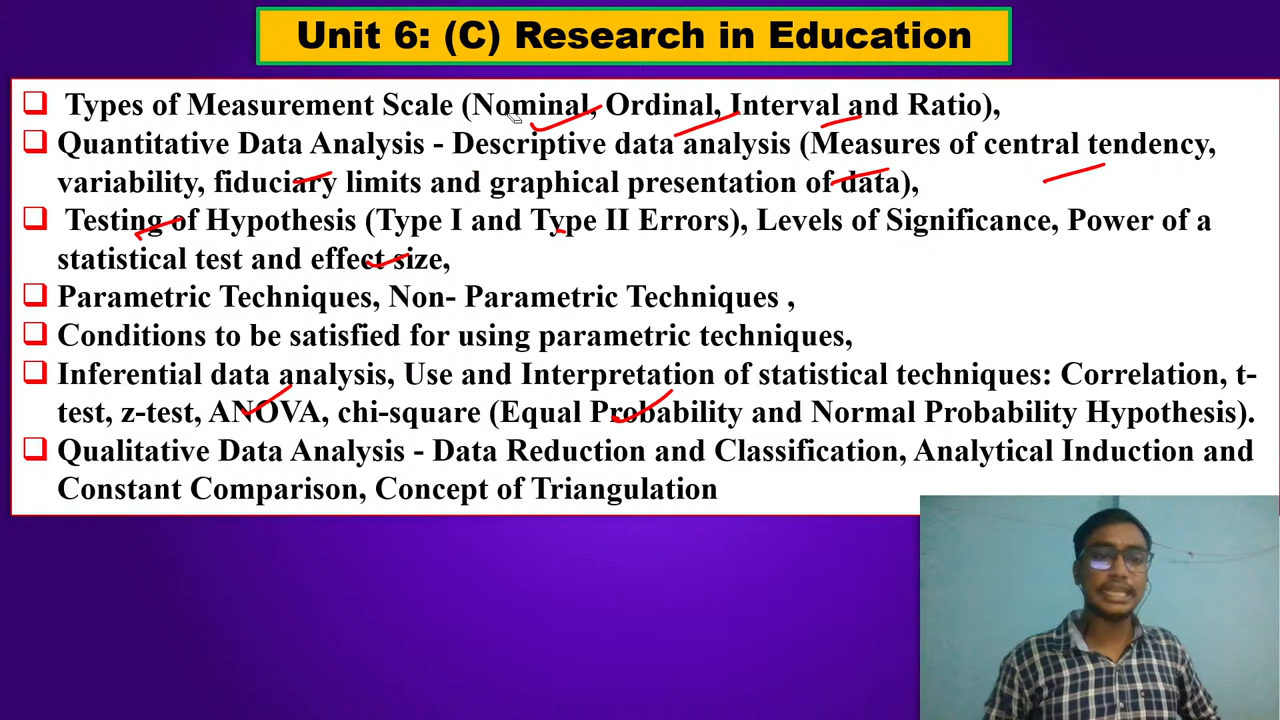 Unit 6: (C) Research in Education
Types of Measurement Scale (Nominal, Ordinal, Interval and Ratio),
Quantitative Data Analysis - Descriptive data analysis (Measures of central tendency,
variability, fiduciary limits and graphical presentation of data),
Testing of Hypothesis (Type I and Type II Errors), Levels of Significance, Power of a
statistical test and effect size,
Parametric Techniques, Non- Parametric Techniques ,
Conditions to be satisfied for using parametric techniques,
Inferential data analysis, Use and Interpretation of statistical techniques: Correlation, t-
test, z-test, ANOVA, chi-square (Equal Probability and Normal Probability Hypothesis).
Qualitative Data Analysis - Data Reduction and Classification, Analytical Induction and
Constant Comparison, Concept of Triangulation